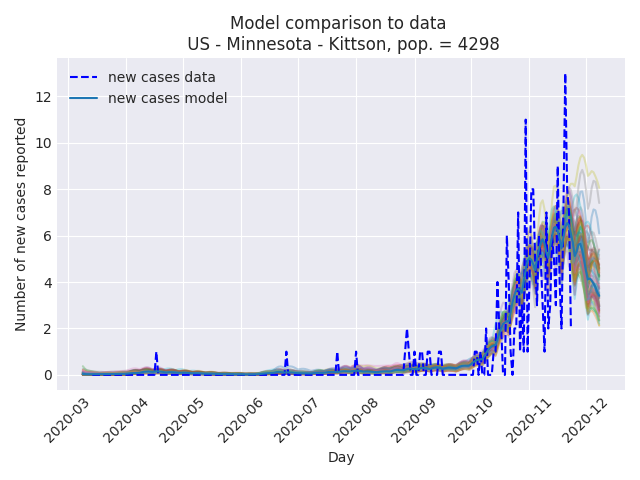 Model comparison to data
US - Minnesota - Kittson, pop. = 4298
new cases data
new cases model
Number of new cases reported
12
10
8
6
4
2
0
2020-03
2020-04
2020-05
2020-06
2020-07
2020-08
2020-09
2020-10
2020-11
2020-12
Day